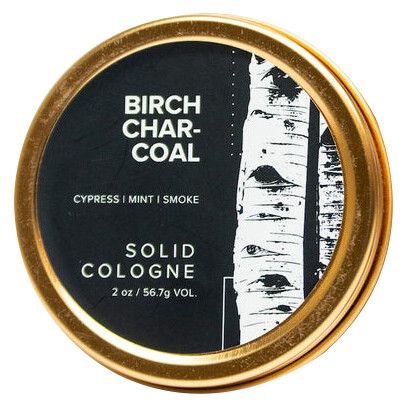 BIRCH
CHAR-
COAL
CYPRESS | MINT | SMOKE
SOLID
COLOGNE
2 oz / 56.7g VOL.